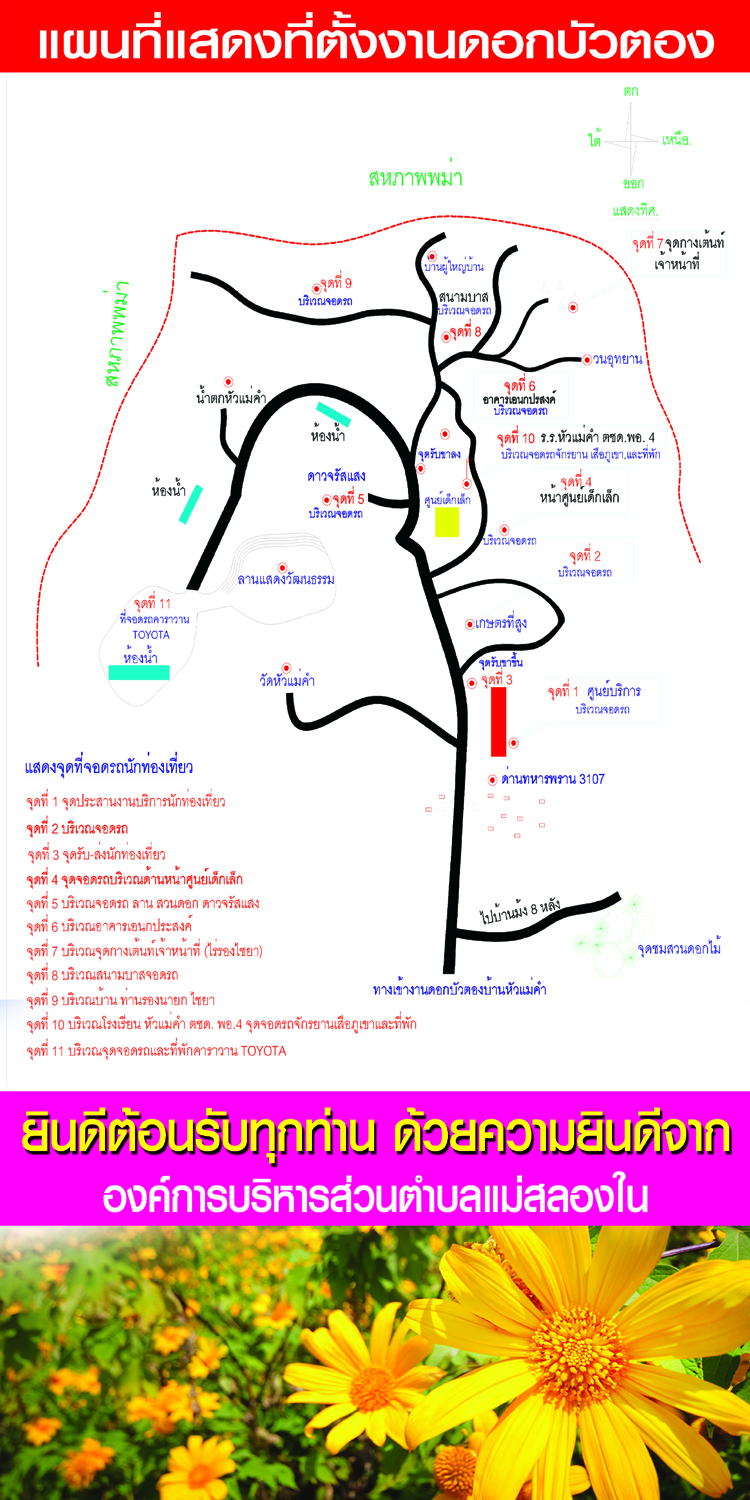 แผนที่แสดงที่ตั้งงานดอกบัวตอง
ตก
ใต้
เหนือ.
ออก
แสดงทิศ.
สหภาพพม่า
สหภาพพม่า
จุดที่ 7 จุดกางเต้นท์
เจ้าหน้าที่
บ้านผู้ใหญ่บ้าน
จุดที่ 9
บริเวณจอดรถ
สนามบาส
บริเวณจอดรถ
จุดที่ 8
วนอุทยาน
จุดที่ 6
อาคารเอนกประสงค์
บริเวณจอดรถ
น้ำตกหัวแม่คำ
ห้องน้ำ
จุดที่ 10 ร.ร.หัวแม่คำ ตชด.พอ. 4
บริเวณจอดรถจักรยาน เสือภูเขา,และที่พัก
จุดรับขาลง
ดาวจรัสแสง
จุดที่ 4
หน้าศูนย์เด็กเล็ก
ห้องน้ำ
จุดที่ 5
บริเวณจอดรถ
ศูนย์เด็กเล็ก
บริเวณจอดรถ
จุดที่ 2
บริเวณจอดรถ
ลานแสดงวัฒนธรรม
จุดที่ 11
ที่จอดรถคาราวาน
TOYOTA
ห้องน้ำ
เกษตรที่สูง
จุดรับขาขึ้น
จุดที่ 3
วัดหัวแม่คำ
จุดที่ 1 ศูนย์บริการ
บริเวณจอดรถ
ด่านทหารพราน 3107
แสดงจุดที่จอดรถนักท่องเที่ยว
จุดที่ 1 จุดประสานงานบริการนักท่องเที่ยว
จุดที่ 2 บริเวณจอดรถ
จุดที่ 3 จุดรับ-ส่งนักท่องเที่ยว
จุดที่ 4 จุดจอดรถบริเวณด้านหน้าศูนย์เด็กเล็ก
จุดที่ 5 บริเวณจอดรถ ลาน สวนดอก ดาวจรัสแสง
จุดที่ 6 บริเวณอาคารเอนกประสงค์
จุดที่ 7 บริเวณจุดกางเต้นท์เจ้าหน้าที่ (ไร่รองไชยา)
จุดที่ 8 บริเวณสนามบาสจอดรถ
จุดที่ 9 บริเวณบ้าน ท่านรองนายก ไชยา
จุดที่ 10 บริเวณโรงเรียน หัวแม่คำ ตชด. พอ.4 จุดจอดรถจักรยานเสือภูเขาและที่พัก
จุดที่ 11 บริเวณจุดจอดรถและที่พักคาราวาน TOYOTA
ไปบ้านม้ง 8 หลัง
จุดชมสวนดอกไม้
ทางเข้างานดอกบัวตองบ้านหัวแม่คำ
ยินดีต้อนรับทุกท่าน ด้วยความยินดีจาก
องค์การบริหารส่วนตำบลแม่สลองใน